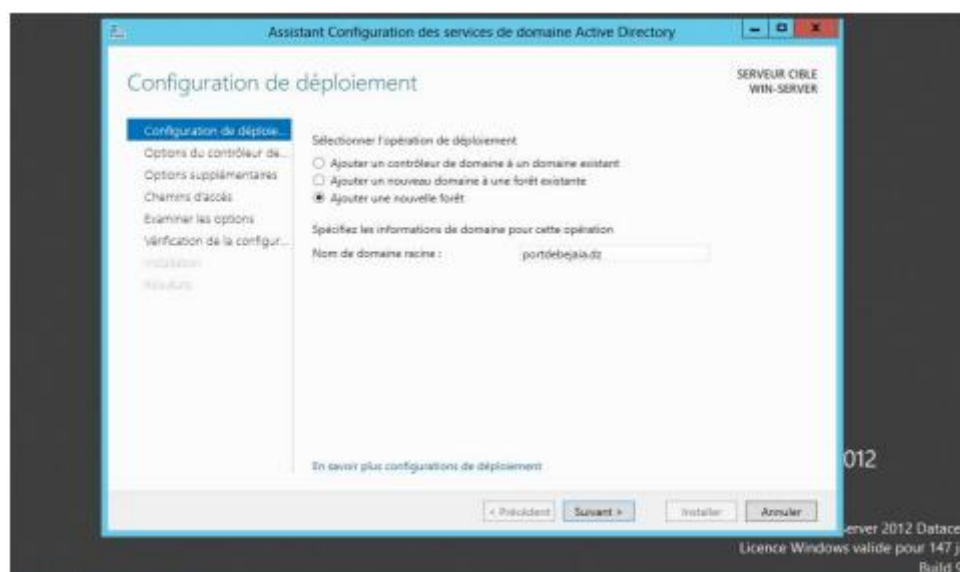 Assistant Configuration des services de domaine Active Directory
Configuration de déploiement
SERVEUR CIBLE
WIN-SERVER
Configuration de déploie...
Options du contrôleur de...
Options supplémentaires
Chemins d'accès
Examiner les options
Vérification de la configur...
Installation
Résultats
Sélectionner l'opération de déploiement
Ajouter un contrôleur de domaine à un domaine existant
Ajouter un nouveau domaine à une forêt existante
Ajouter une nouvelle forêt
Spécifiez les informations de domaine pour cette opération
Nom de domaine racine :
portdebejaia.dz
En savoir plus configurations de déploiement
< Précédent
Suivant >
Installer
Annuler
012
erver 2012 Datace
Licence Windows valide pour 147 j
Build 9